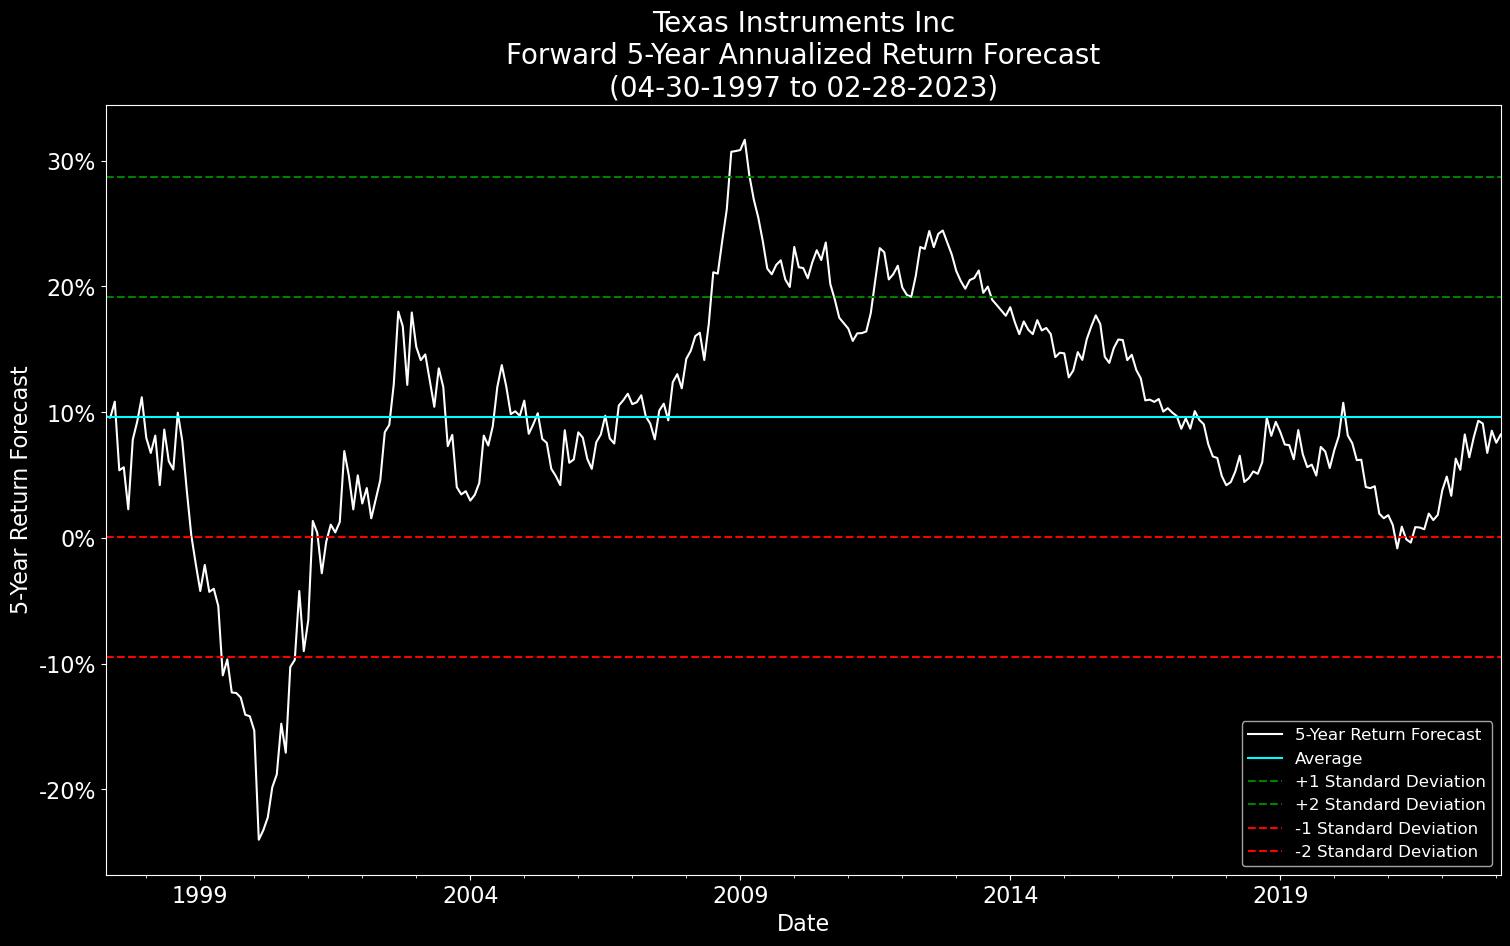 Texas Instruments Inc
Forward 5-Year Annualized Return Forecast
(04-30-1997 to 02-28-2023)
5-Year Return Forecast
30%
20%
10%
0%
-10%
-20%
1999
2004
2009
2014
2019
Date
5-Year Return Forecast
Average
+1 Standard Deviation
+2 Standard Deviation
-1 Standard Deviation
-2 Standard Deviation